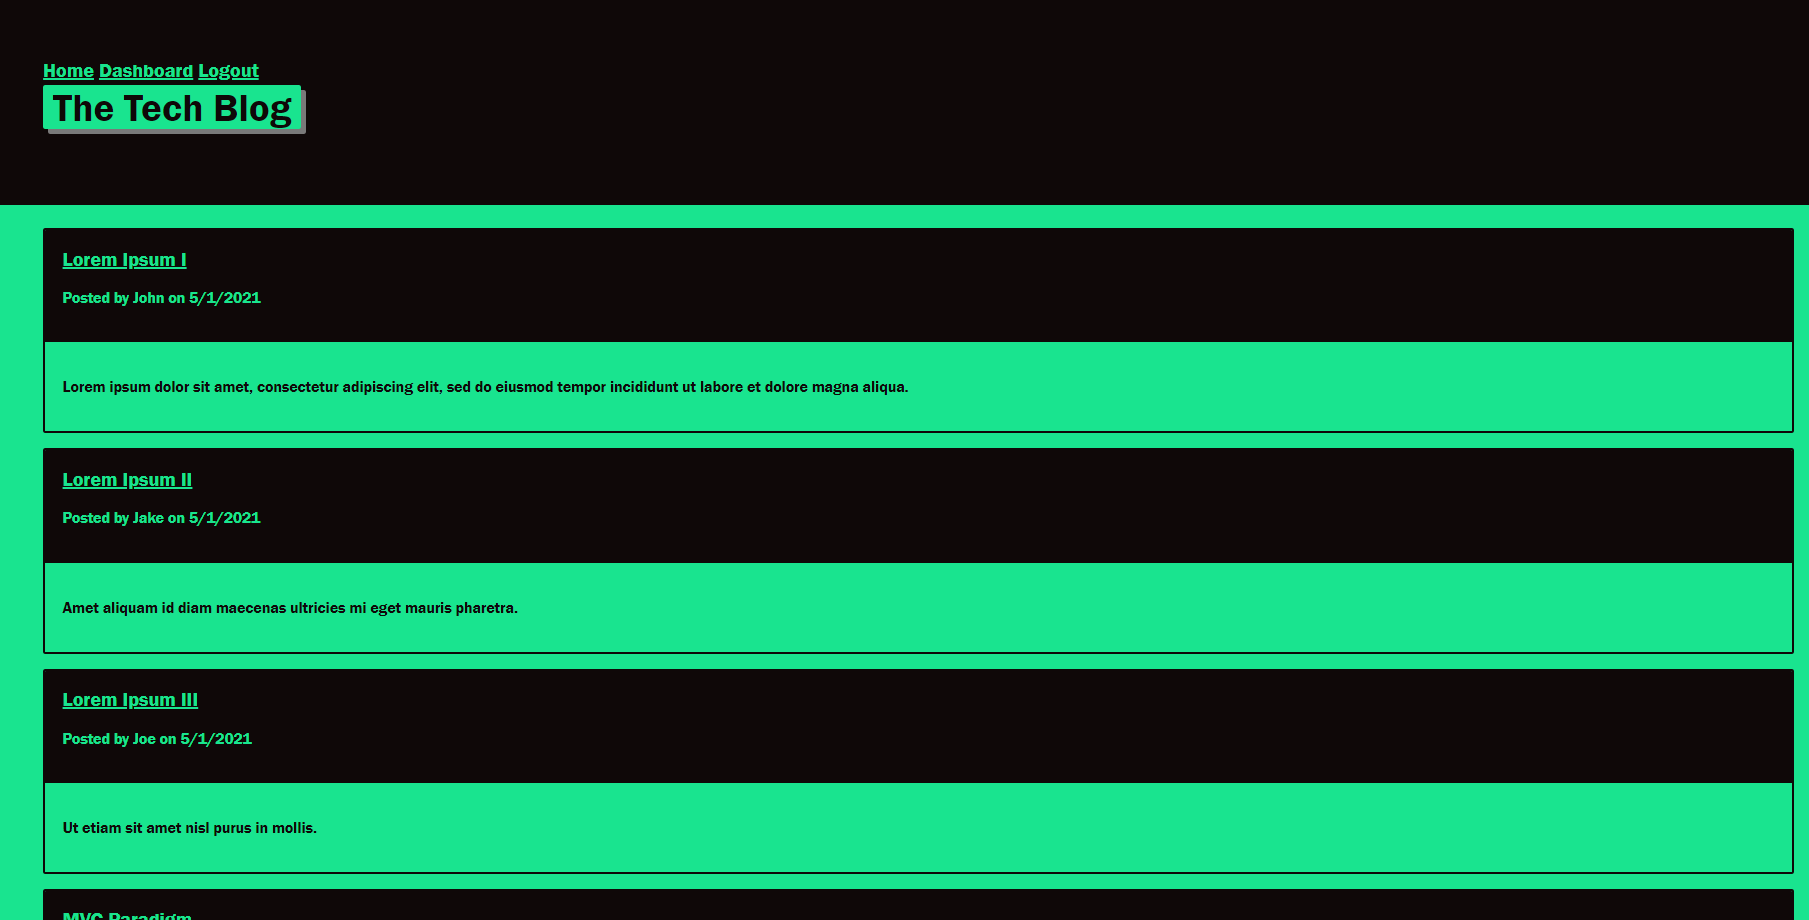 Home Dashboard Logout
The Tech Blog
Lorem Ipsum I
Posted by John on 5/1/2021
Lorem ipsum dolor sit amet, consectetur adipiscing elit, sed do eiusmod tempor incididunt ut labore et dolore magna aliqua.
Lorem Ipsum II
Posted by Jake on 5/1/2021
Amet aliquam id diam maecenas ultricies mi eget mauris pharetra.
Lorem Ipsum III
Posted by Joe on 5/1/2021
Ut etiam sit amet nisl purus in mollis.
MVC Paradigm